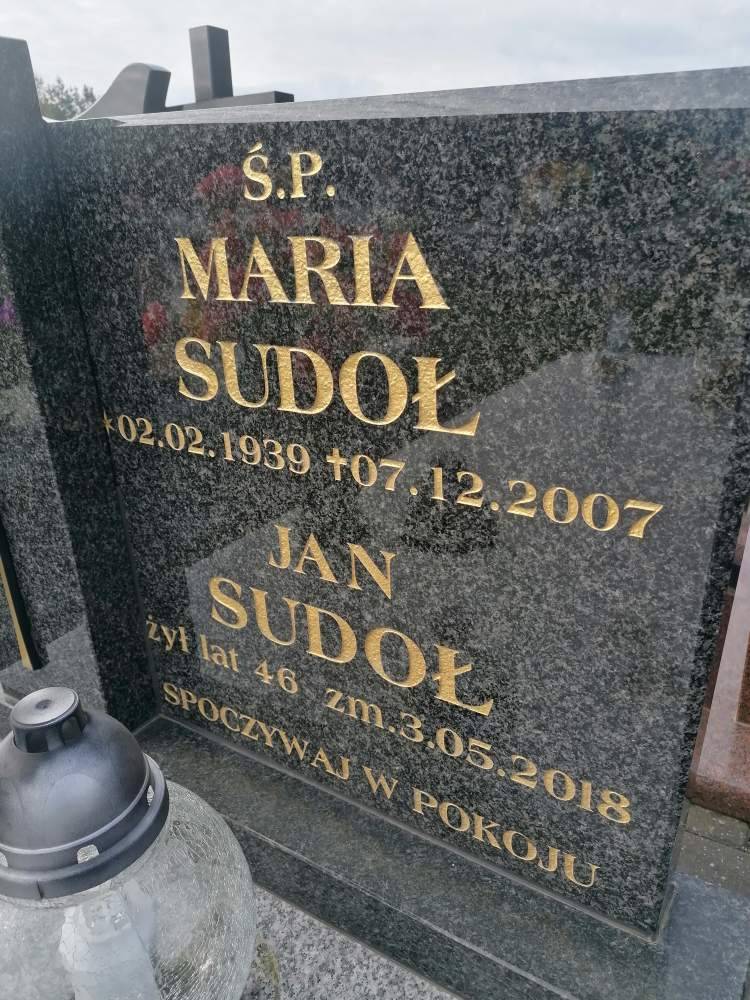 Ś.P.
MARIA
SUDOŁ
*02.02.1939 †07.12.2007
JAN
SUDOŁ
żył lat 46 zm.3.05.2018
SPOCZYWAJ W POKOJU